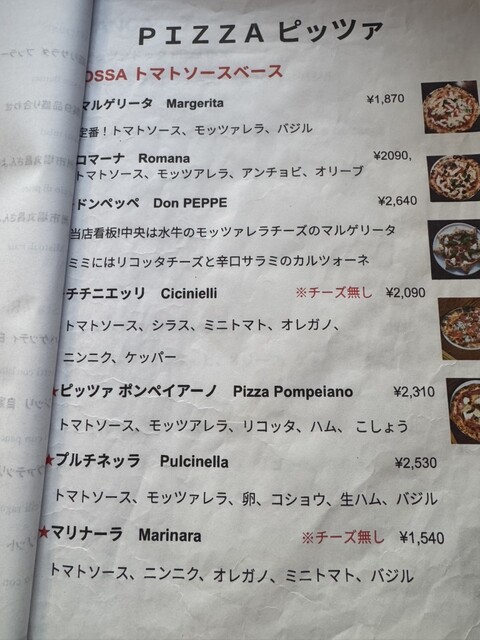 PIZZA ピッツァ
OSSA トマトソースベース
マルゲリータ Margerita ¥1,870
定番！トマトソース、モッツァレラ、バジル
ロマーナ Romana ¥2090,
トマトソース、モッツアレラ、アンチョビ、オリーブ
ドンペッペ Don PEPPE ¥2,640
当店看板!中央は水牛のモッツァレラチーズのマルゲリータ
ミミにはリコッタチーズと辛口サラミのカルツォーネ
チチニエッリ Cicinielli ※チーズ無し ¥2,090
トマトソース、シラス、ミニトマト、オレガノ、
ニンニク、ケッパー
★ピッツァ ポンペイアーノ Pizza Pompeiano ¥2,310
トマトソース、モッツアレラ、リコッタ、ハム、 こしょう
★プルチネッラ Pulcinella ¥2,530
トマトソース、モッツァレラ、卵、コショウ、生ハム、バジル
★マリナーラ Marinara ※チーズ無し ¥1,540
トマトソース、ニンニク、オレガノ、ミニトマト、バジル